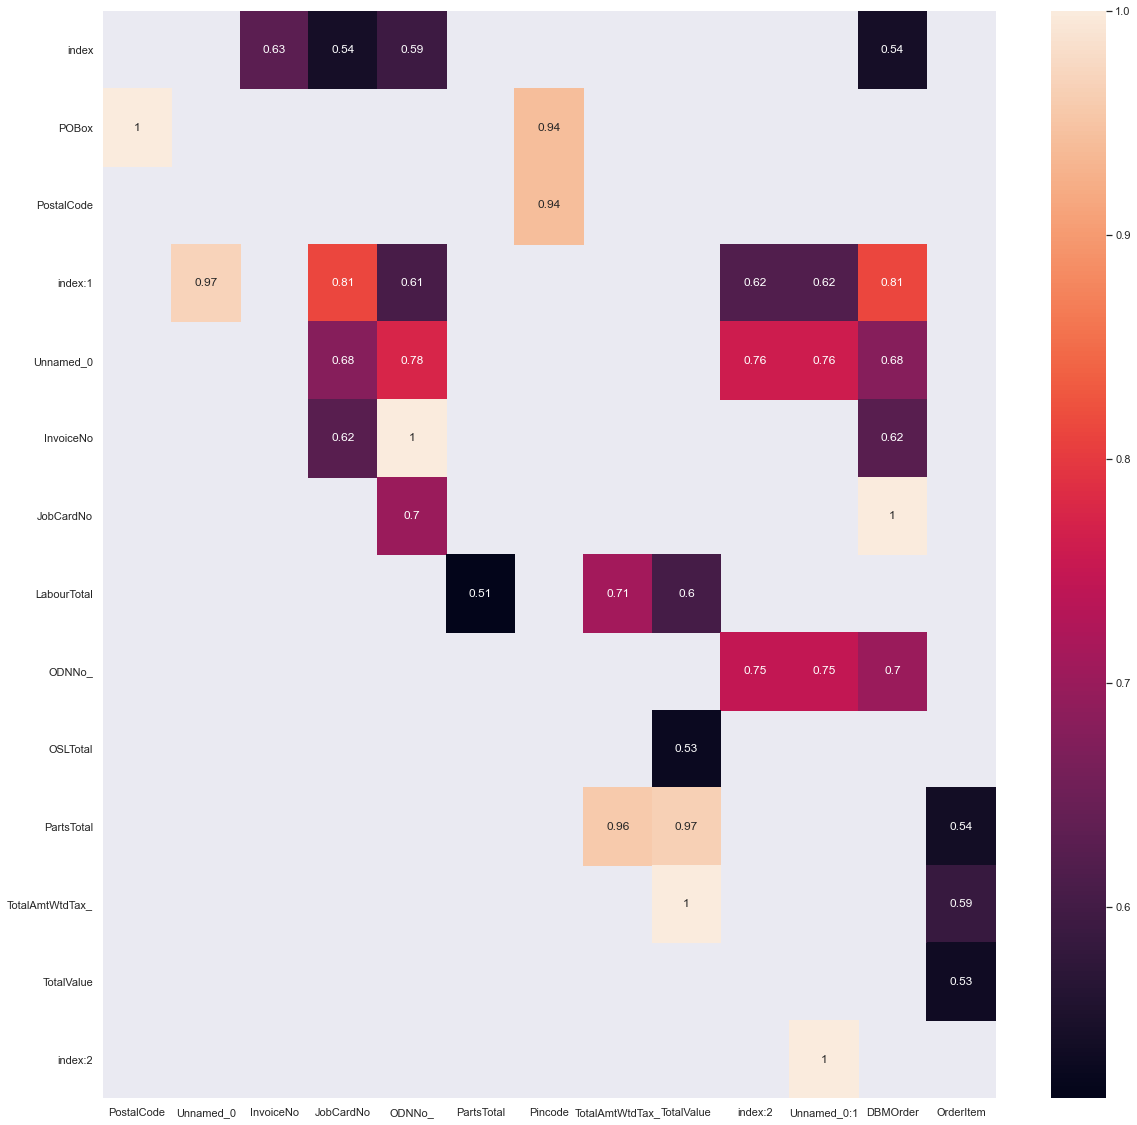 index 0.63 0.54 0.59 0.54 1.0
POBox 1 0.94
PostalCode 0.94
0.9
index:1 0.97 0.81 0.61 0.62 0.62 0.81
Unnamed_0 0.68 0.78 0.76 0.76 0.68
InvoiceNo 0.62 1 0.62
0.8
JobCardNo 0.7 1
LabourTotal 0.51 0.71 0.6
ODNNo_ 0.75 0.75 0.7
0.7
OSLTotal 0.53
PartsTotal 0.96 0.97 0.54
TotalAmtWtdTax_ 1 0.59
0.6
TotalValue 0.53
index:2 1
PostalCode Unnamed_0 InvoiceNo JobCardNo ODNNo_ PartsTotal Pincode TotalAmtWtdTax_ TotalValue index:2 Unnamed_0:1 DBMOrder OrderItem